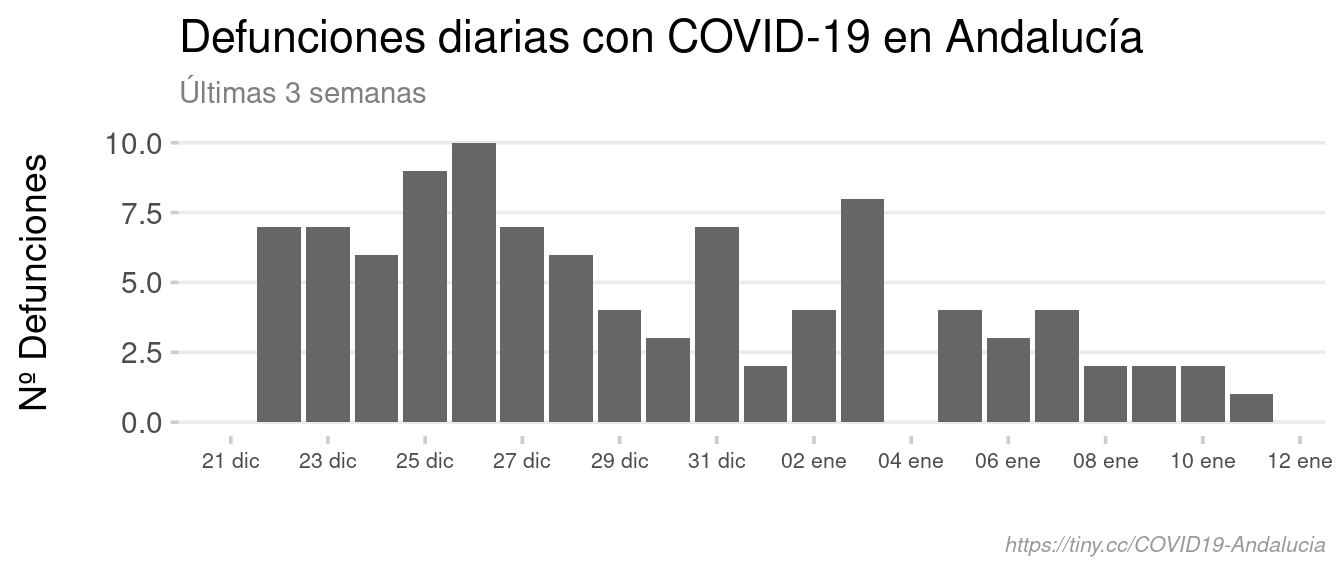 Defunciones diarias con COVID-19 en Andalucía
Últimas 3 semanas
Nº Defunciones
10.0
7.5
5.0
2.5
0.0
21 dic 23 dic 25 dic 27 dic 29 dic 31 dic 02 ene 04 ene 06 ene 08 ene 10 ene 12 ene
https://tiny.cc/COVID19-Andalucia